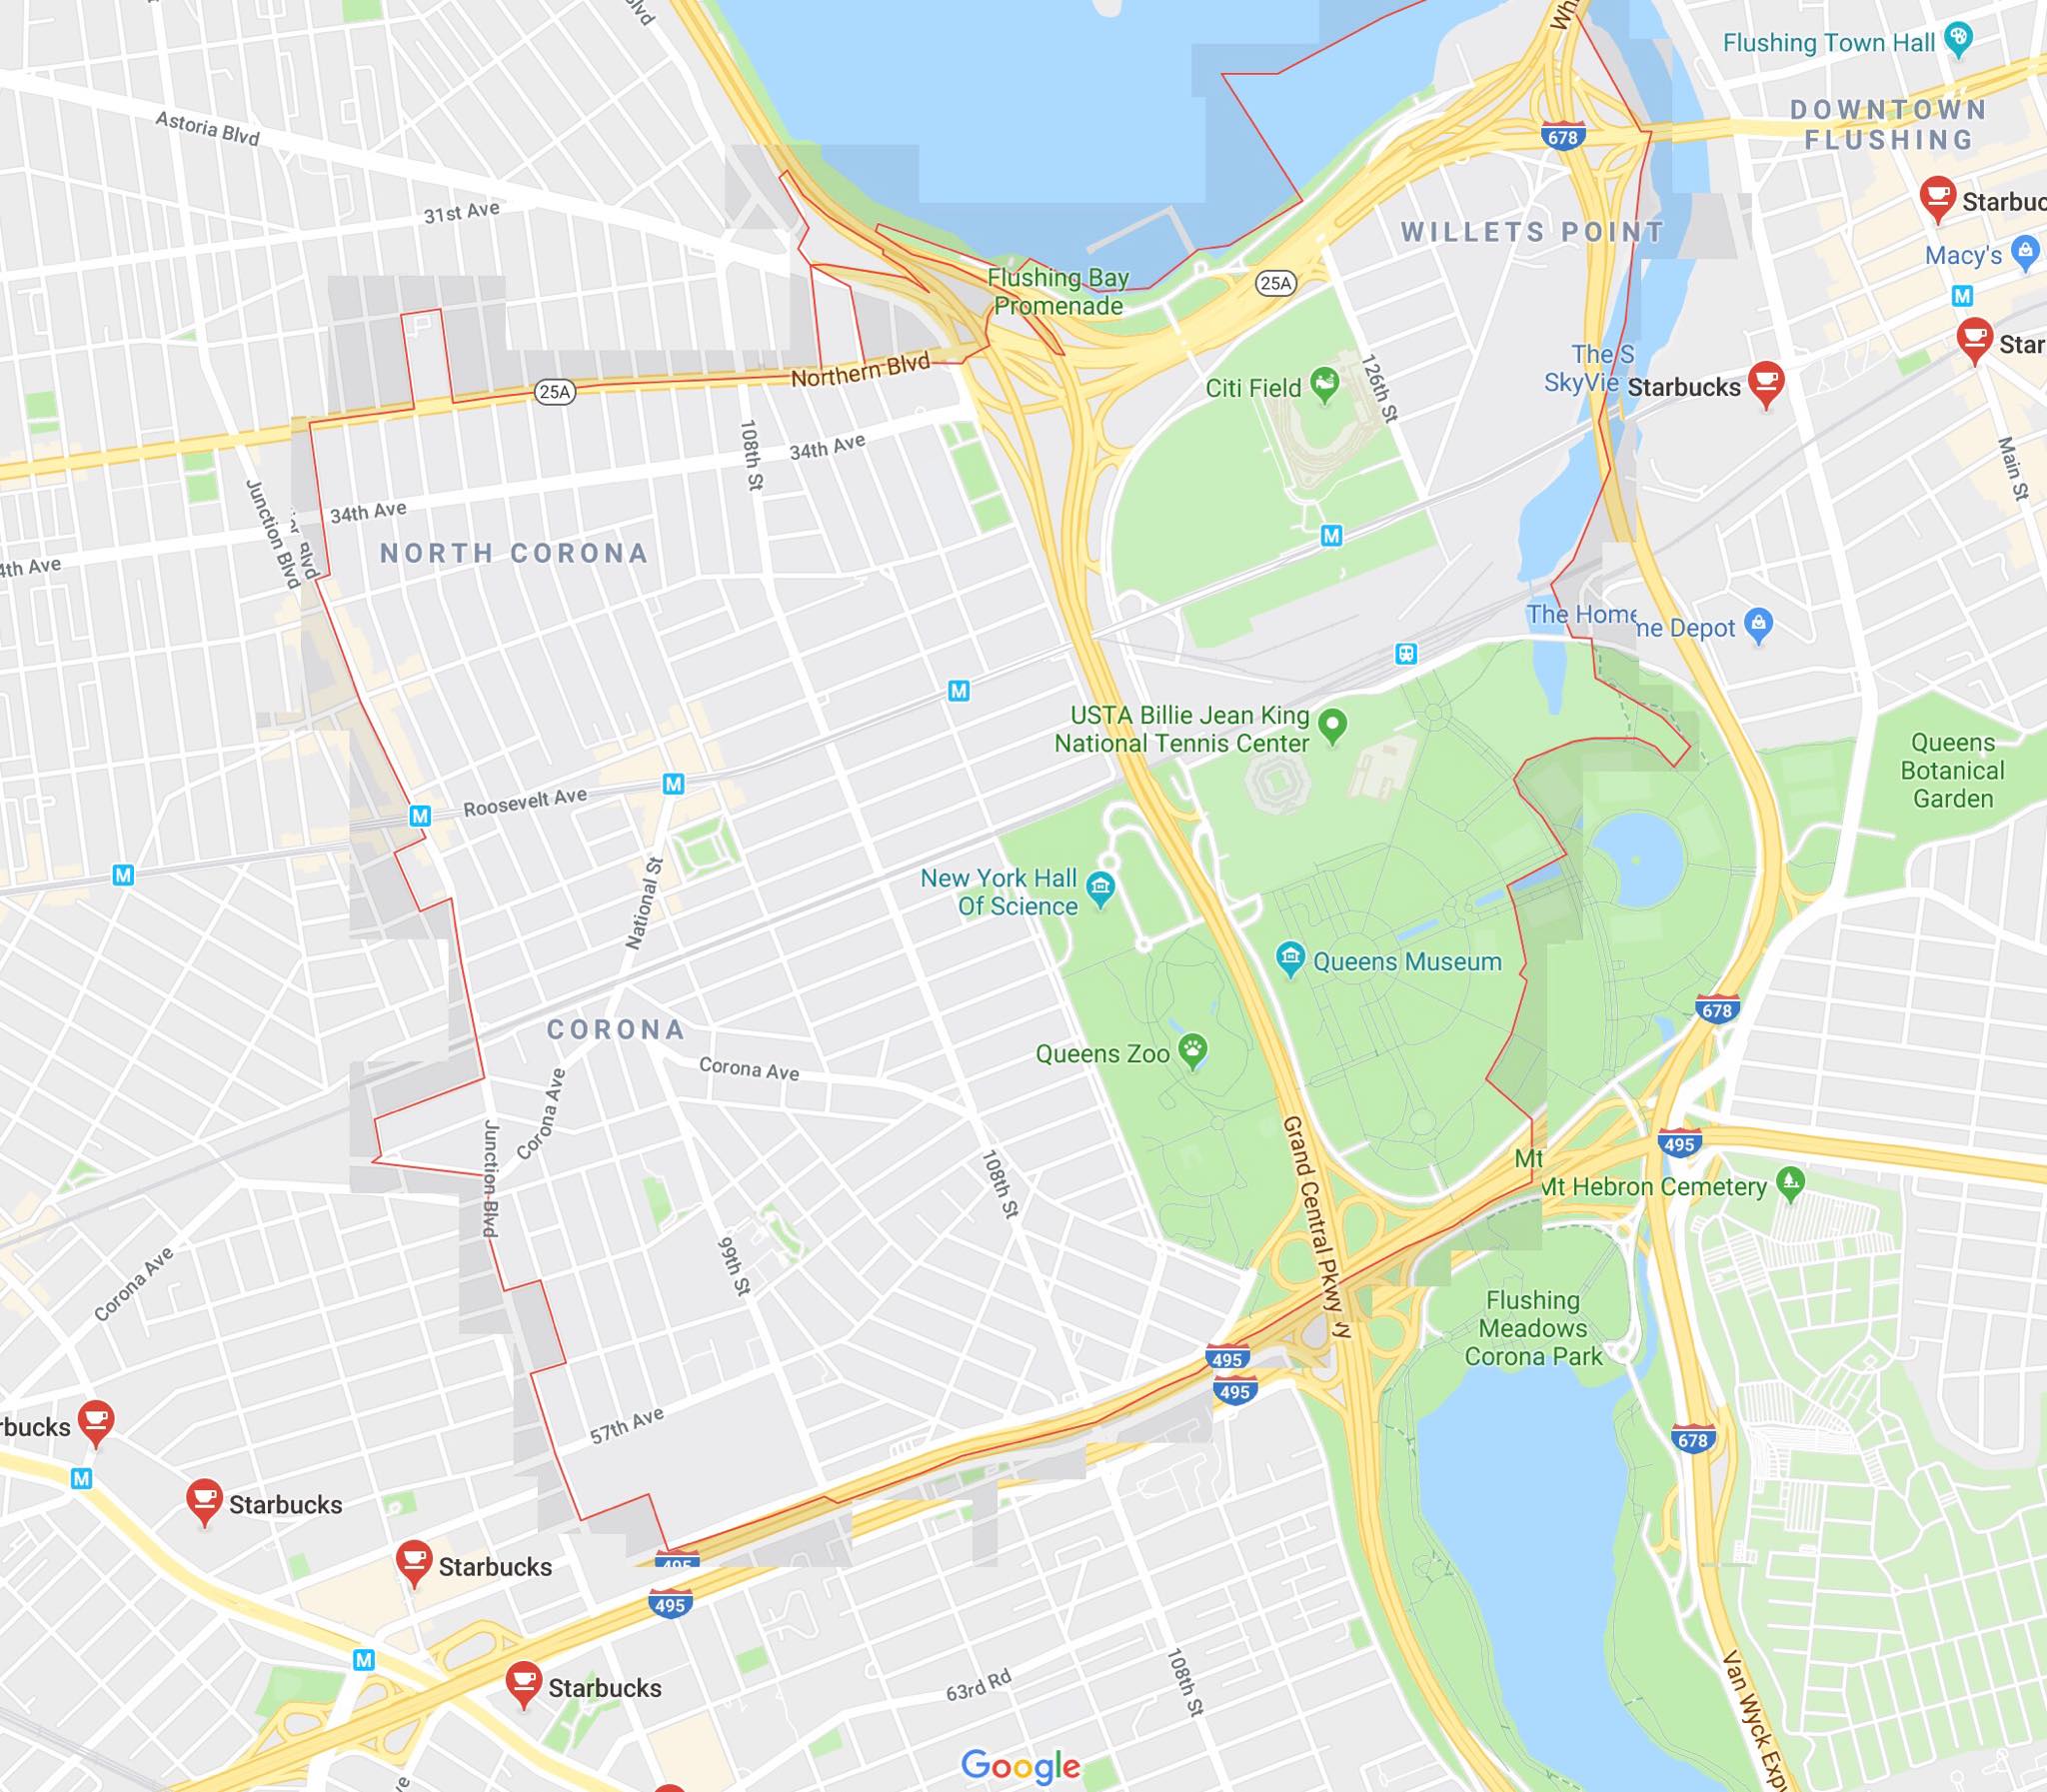 Flushing Town Hall
DOWNTOWN
FLUSHING
Astoria Blvd
31st Ave
678
WILLETS POINT
Macy's
M
Flushing Bay
Promenade
25A
Northern Blvd
25A
126th St
The S
SkyVie
Starbucks
Citi Field
108th St
34th Ave
Main St
Junction Blvd
34th Ave
4th Ave
NORTH CORONA
M
The Home
me Depot
M
USTA Billie Jean King
National Tennis Center
Queens
Botanical
Garden
Roosevelt Ave
M
M
M
New York Hall
Of Science
National St
Queens Museum
678
CORONA
Queens Zoo
Corona Ave
Corona Ave
Junction Blvd
495
Mt
Mt Hebron Cemetery
108th St
Grand Central Pkwy
99th St
Corona Ave
Flushing
Meadows
Corona Park
495
495
57th Ave
rbucks
678
M
Starbucks
Starbucks
495
495
M
Starbucks
63rd Rd
108th St
Van Wyck Expy
Google